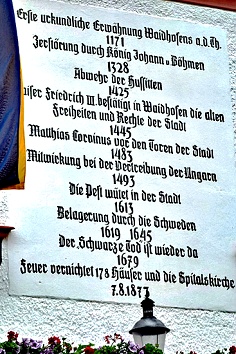 Erste urkundliche Erwähnung Waidhofens a.d.Th.
1171
Zerstörung durch König Johann v. Böhmen
1328
Abwehr der Hussiten
1425
Friedrich III. bestätigt in Waidhofen die alten
Freiheiten und Rechte der Stadt
1445
Matthias Corvinus vor den Toren der Stadt
1483
Mitwirkung bei der Vertreibung der Ungarn
1493
Die Pest wütet in der Stadt
1613
Belagerung durch die Schweden
1619 1645
Der Schwarze Tod ist wieder da
1679
Feuer vernichtet 178 Häuser und die Spitalskirche
7.8.1873